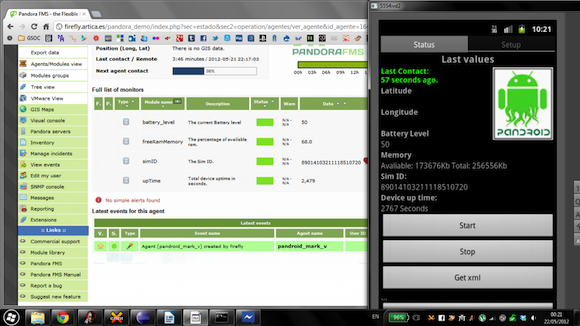 Pandora FMS - the Flexible
firefly.artica.es/pandora_demo/index.php?sec=estado&sec2=operation/agentes/ver_agente&id_agente=16
GSOC
Export data
Agents/Modules view
Modules groups
Tree view
VMware View
GIS Maps
Visual console
Pandora servers
Inventory
Manage incidents
View events
Edit my user
SNMP console
Messages
Reporting
Extensions
:: Links ::
Commercial support
Module library
Pandora FMS
Pandora FMS Manual
Report a bug
Suggest new feature
Position (Long, Lat) There is no GIS data.
Last contact / Remote 3:46 minutes / 2012-05-21 22:17:03
Next agent contact 38%
PANDORAFMS
Full list of monitors
F. P. Type Module name Description Status Warn Data
battery_level The current Battery level N/A - N/A 50
freeRamMemory The percentage of available ram. N/A - N/A 68.0
simID The Sim ID. N/A - N/A 89014103211118510720
upTime Total device uptime in seconds. N/A - N/A 2,479
No simple alerts found
Latest events for this agent
Latest events
V. S. Type Event name Agent name User ID
Agent [pandroid_mark_v] created by firefly pandroid_mark_v
5554:vd2
10:21
Status Setup
Last values
Last Contact:
57 seconds ago.
Latitude
Longitude
PANDROID
Battery Level
50
Memory
Available: 173676Kb Total: 256556Kb
Sim ID:
89014103211118510720
Device up time:
2767 Seconds
Start
Stop
Get xml
EN 96% 00:21
22/05/2012